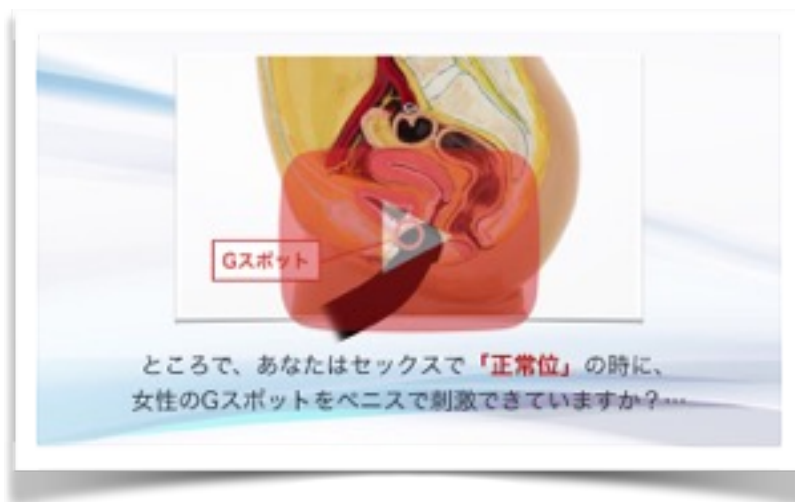 Gスポット
ところで、あなたはセックスで「正常位」の時に、
女性のGスポットをペニスで刺激できていますか？…